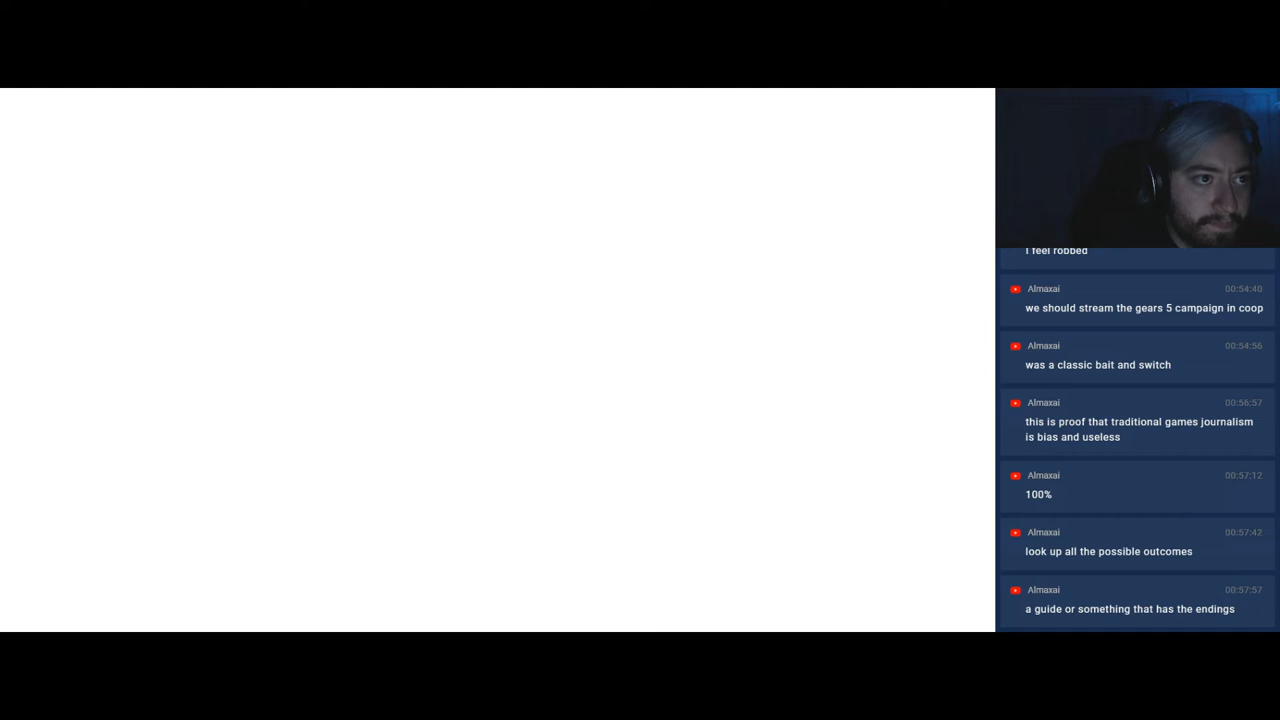 I feel robbed
Almaxai 00:54:40
we should stream the gears 5 campaign in coop
Almaxai 00:54:56
was a classic bait and switch
Almaxai 00:56:57
this is proof that traditional games journalism
is bias and useless
Almaxai 00:57:12
100%
Almaxai 00:57:42
look up all the possible outcomes
Almaxai 00:57:57
a guide or something that has the endings